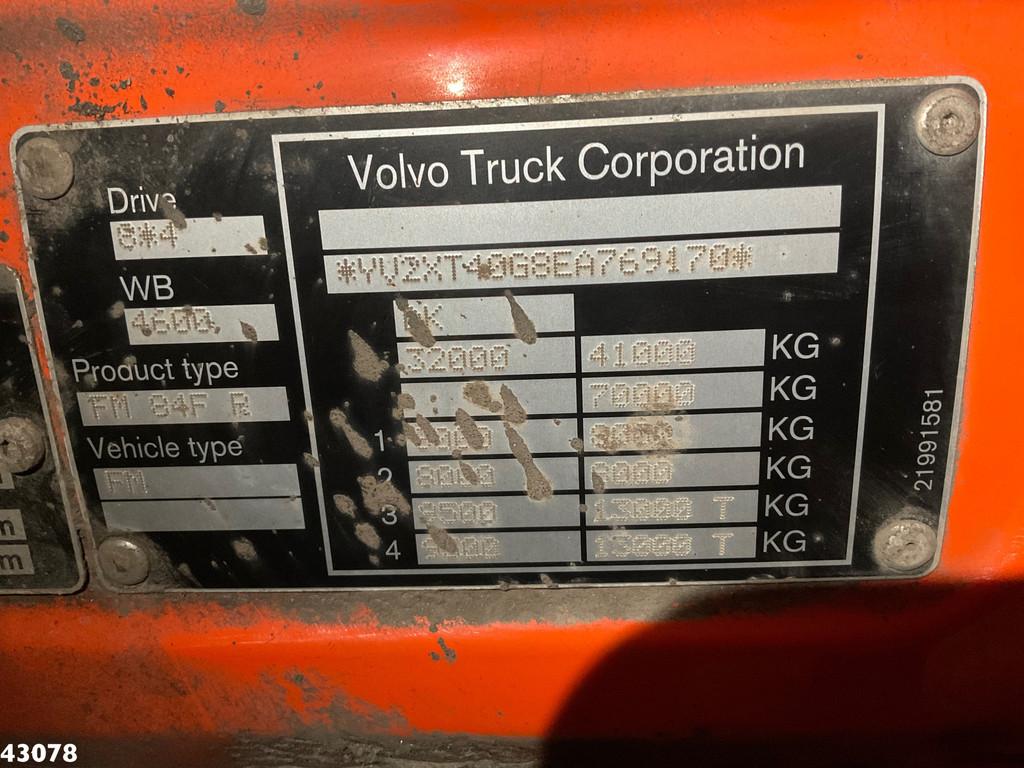 Volvo Truck Corporation
Drive
8*4
*YV2XT40G8EA769170*
WB
4600
Product type
FM 84F R
Vehicle type
FM
32000 41000 KG
70000 KG
1 8000 KG
2 8000 8000 KG
3 9500 13000 T KG
4 13000 T KG
21991581
m
m
43078